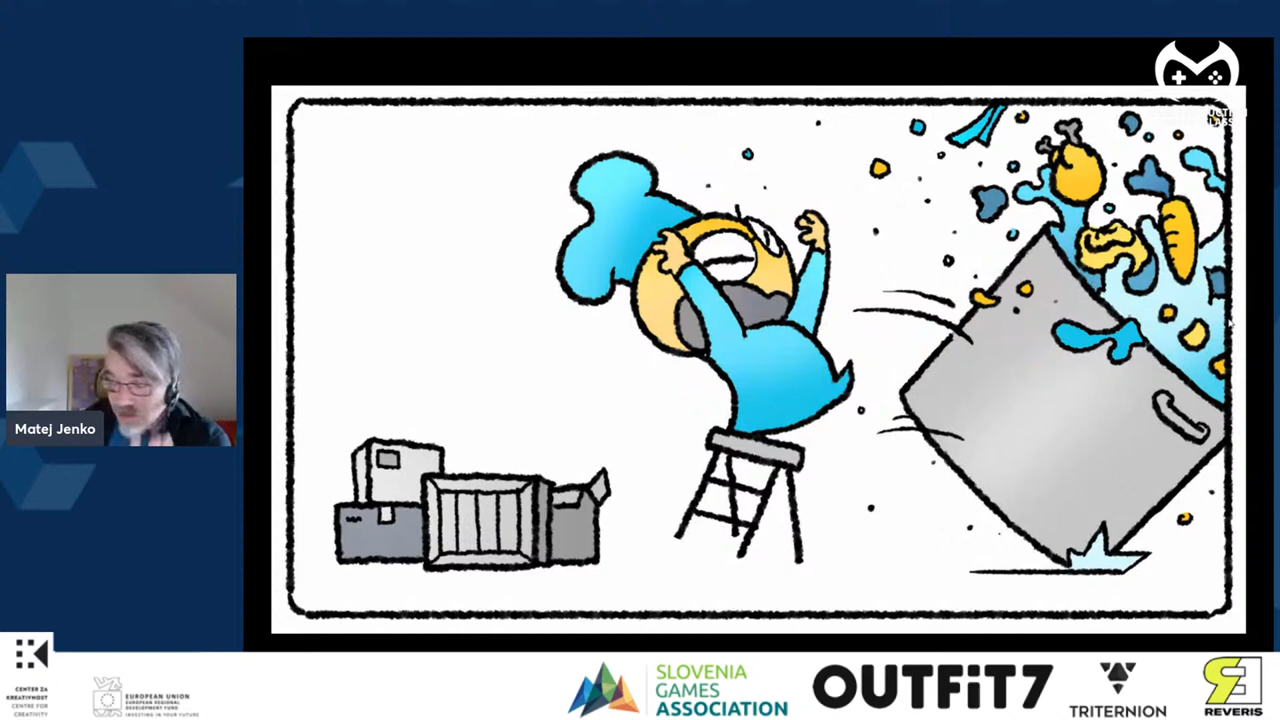 Matej Jenko
CENTER ZA
KREATIVNOST
CENTRE FOR
CREATIVITY
EUROPEAN UNION
EUROPEAN REGIONAL
DEVELOPMENT FUND
INVESTING IN YOUR FUTURE
SLOVENIA
GAMES
ASSOCIATION
OUTFiT7
TRITERNION
REVERIS